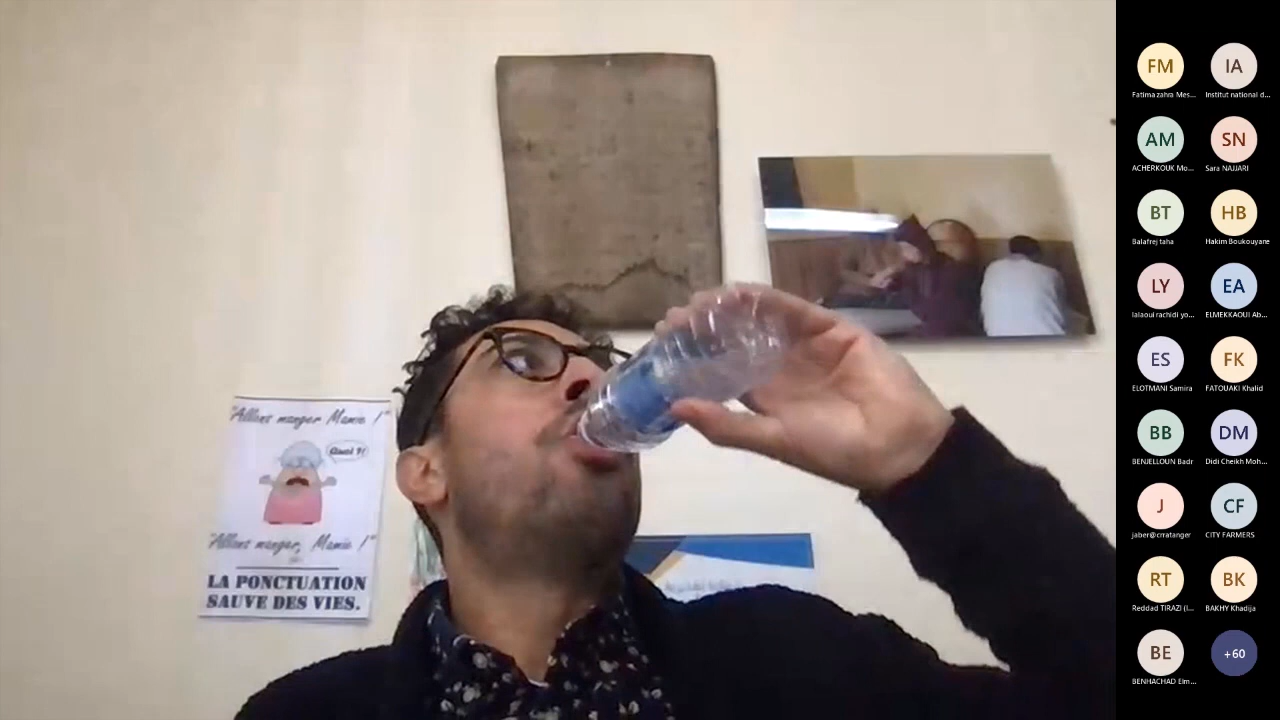 "Allons manger Mamie !"
Quoi ?!
"Allons manger, Mamie !"
LA PONCTUATION
SAUVE DES VIES.
FM
IA
Fatima zahra Mes...
Institut national d...
AM
SN
ACHERKOUK Mo...
Sara NAJJARI
BT
HB
Balafrej taha
Hakim Boukouyane
LY
EA
lalaoui rachidi yo...
ELMEKKAOUI Ab...
ES
FK
ELOTMANI Samira
FATOUAKI Khalid
BB
DM
BENJELLOUN Badr
Didi Cheikh Moh...
J
CF
jaber@crratanger
CITY FARMERS
RT
BK
Reddad TIRAZI (I...
BAKHY Khadija
BE
+60
BENHACHAD Elm...